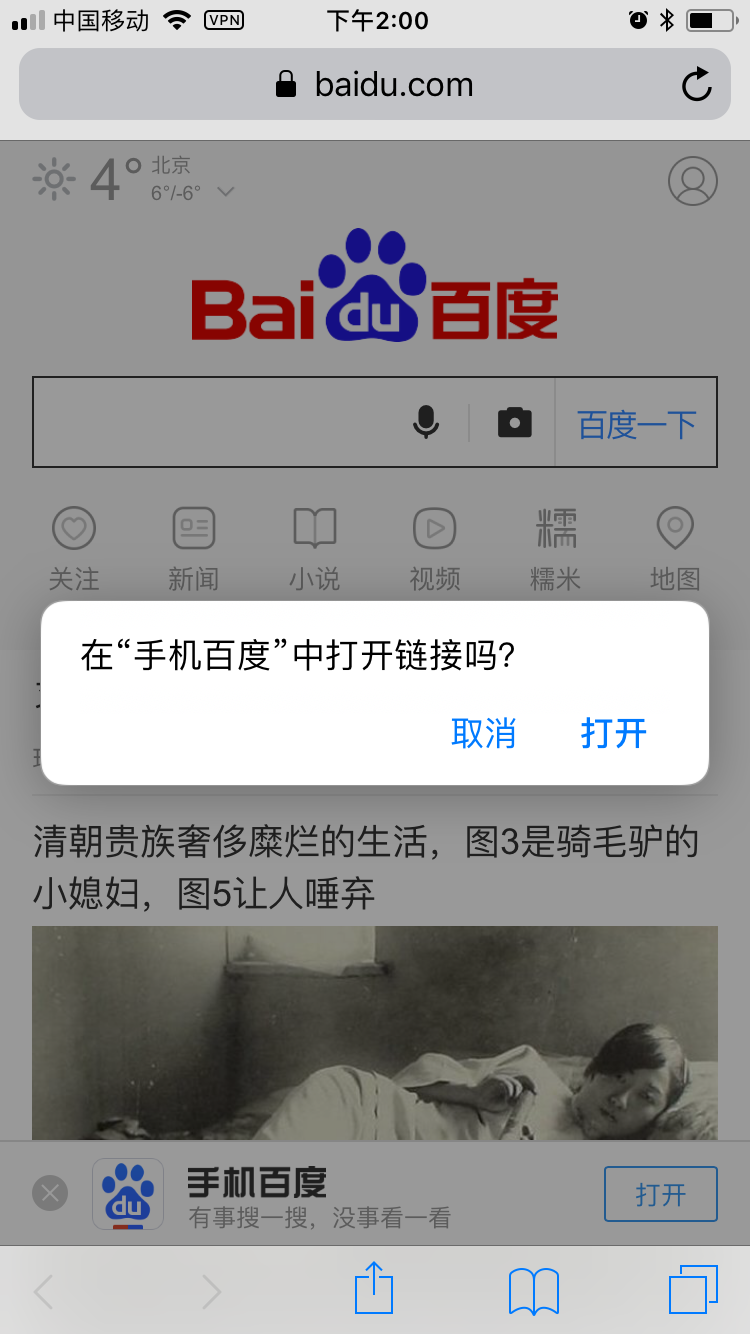 中国移动 VPN 下午2:00
baidu.com
4° 北京
6°/-6°
Bai du 百度
百度一下
关注 新闻 小说 视频 糯米 地图
在“手机百度”中打开链接吗?
取消 打开
清朝贵族奢侈糜烂的生活，图3是骑毛驴的
小媳妇，图5让人唾弃
du 手机百度 打开
有事搜一搜，没事看一看